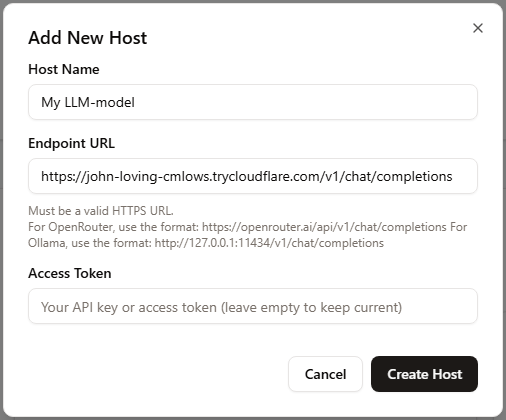 Add New Host
Host Name
My LLM-model
Endpoint URL
https://john-loving-cmlows.trycloudflare.com/v1/chat/completions
Must be a valid HTTPS URL.
For OpenRouter, use the format: https://openrouter.ai/api/v1/chat/completions For
Ollama, use the format: http://127.0.0.1:11434/v1/chat/completions
Access Token
Your API key or access token (leave empty to keep current)
Cancel
Create Host